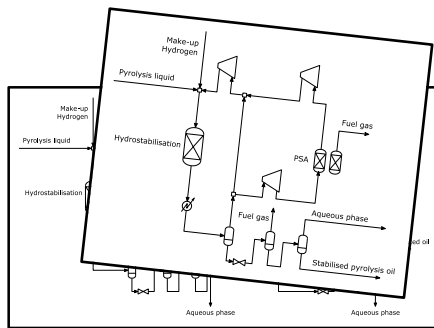 Make-up
Hydrogen
Pyrolysis liquid
Hydrostabilisation
Fuel gas
PSA
Fuel gas
Aqueous phase
Stabilised pyrolysis oil
Make-up
Hydrogen
Pyrolysis liquid
Hydrostabilisation
oil
Aqueous phase
Aqueous phase